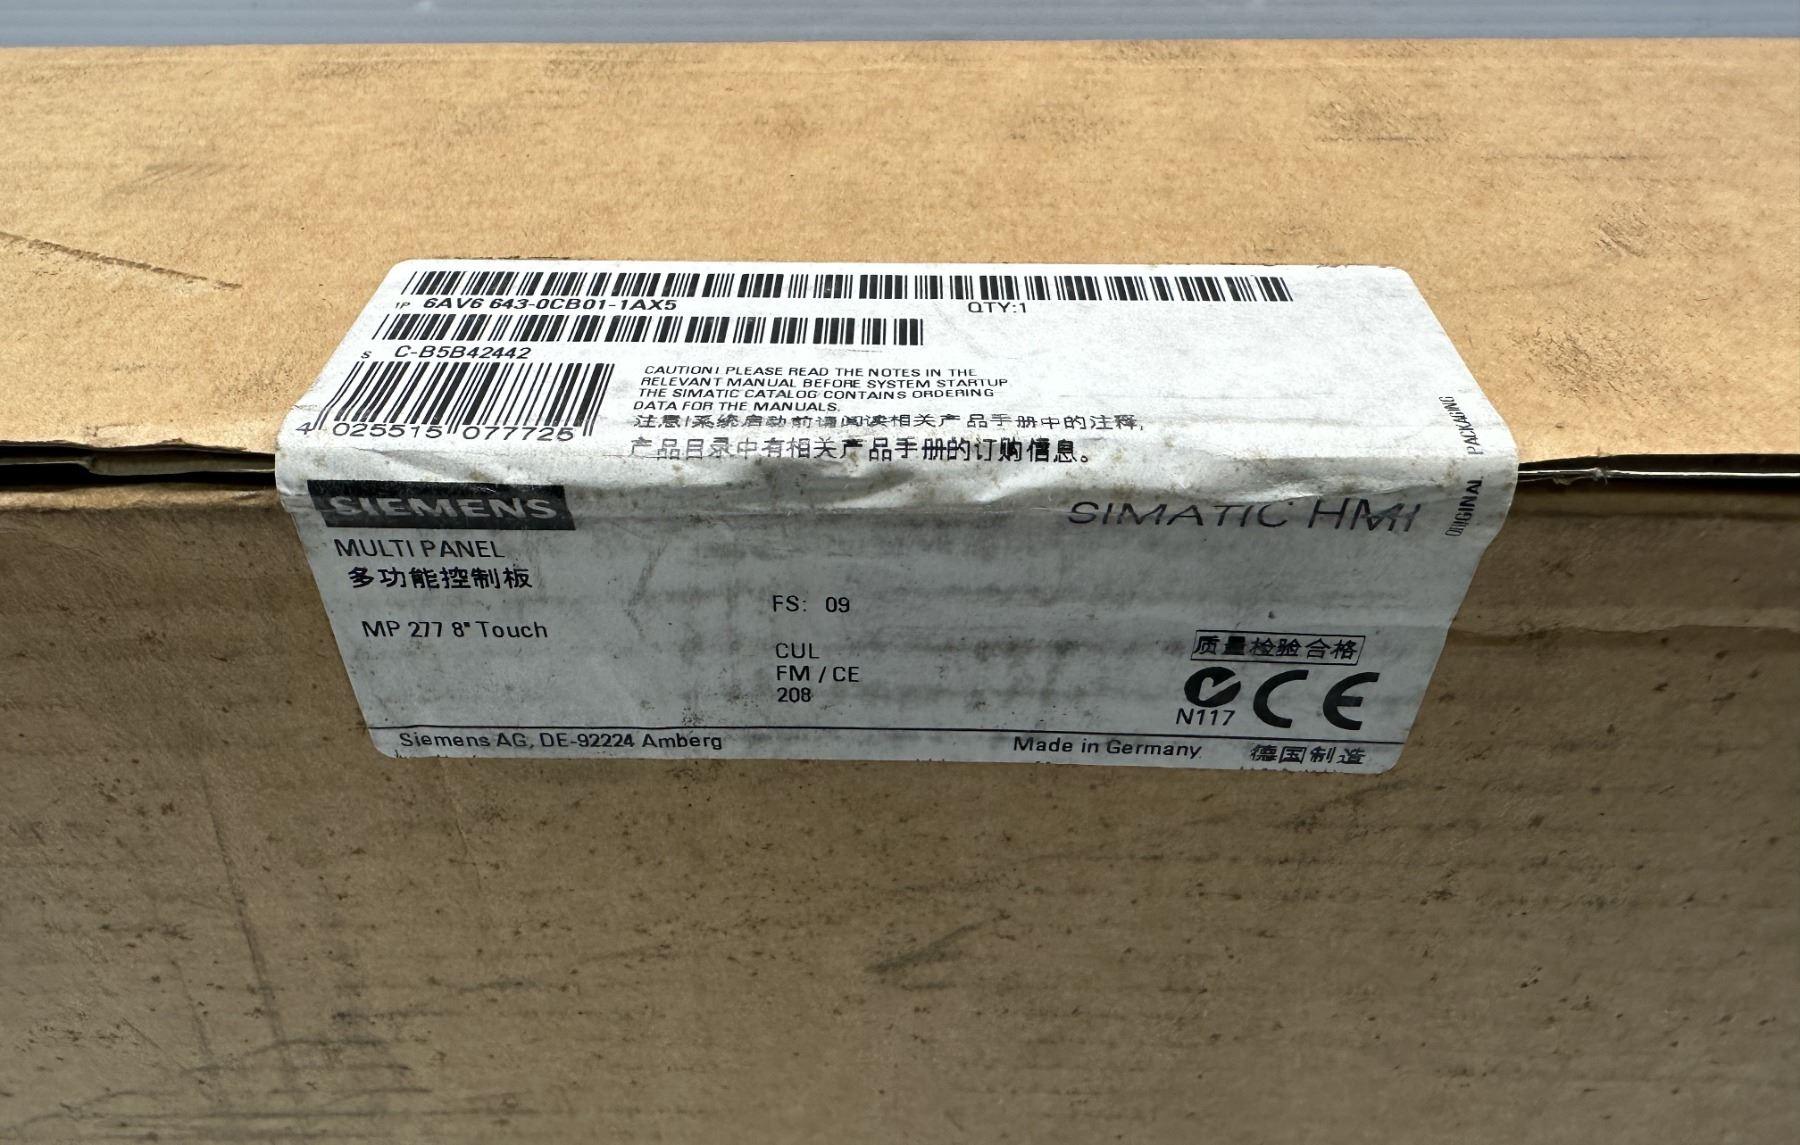 1P 6AV6 643-0CB01-1AX5 QTY:1
S C-B5B42442
4 025515 077725
CAUTION! PLEASE READ THE NOTES IN THE
RELEVANT MANUAL BEFORE SYSTEM STARTUP
THE SIMATIC CATALOG CONTAINS ORDERING
DATA FOR THE MANUALS.
注意!系统启动前请阅读相关产品手册中的注释,
产品目录中有相关产品手册的订购信息。
ORIGINAL PACKAGING
SIEMENS
SIMATIC HMI
MULTI PANEL
多功能控制板
MP 277 8" Touch
FS: 09
CUL
FM / CE
208
质量检验合格
N117
CE
Siemens AG, DE-92224 Amberg
Made in Germany 德国制造